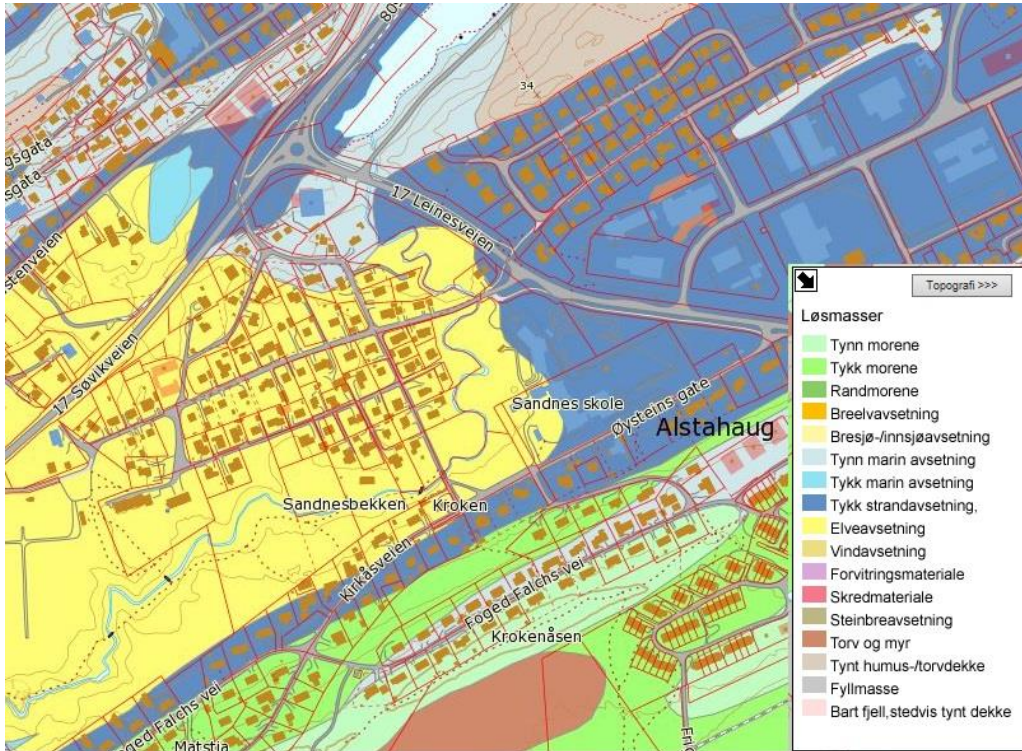 805
34
gsgata
sgata
stenveien
17 Leinesveien
17 Søvikveien
Sandnes skole
Øysteins gate
Alstahaug
Sandnesbekken
Kroken
Kirkåsveien
Foged Falchs vei
Krokenåsen
Foged Falchs vei
Matstia
Eric
Topografi >>>
Løsmasser
Tynn morene
Tykk morene
Randmorene
Breelvavsetning
Bresjø-/innsjøavsetning
Tynn marin avsetning
Tykk marin avsetning
Tykk strandavsetning,
Elveavsetning
Vindavsetning
Forvitringsmateriale
Skredmateriale
Steinbreavsetning
Torv og myr
Tynt humus-/torvdekke
Fyllmasse
Bart fjell,stedvis tynt dekke